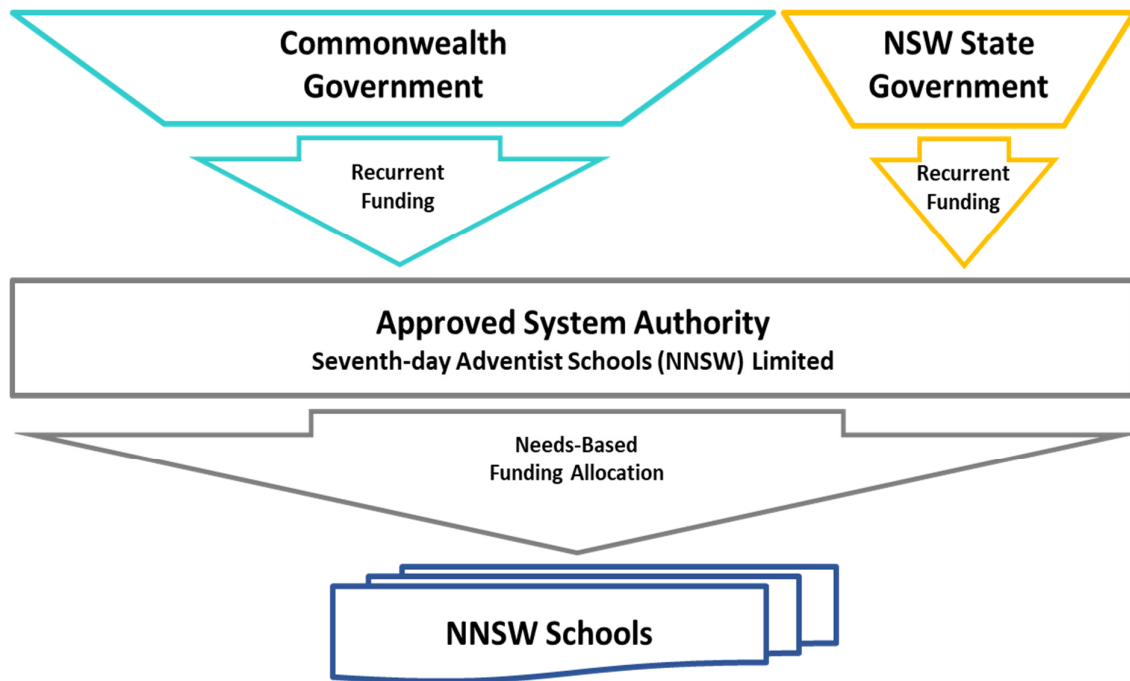 Commonwealth
Government
NSW State
Government
Recurrent
Funding
Recurrent
Funding
Approved System Authority
Seventh-day Adventist Schools (NNSW) Limited
Needs-Based
Funding Allocation
NNSW Schools